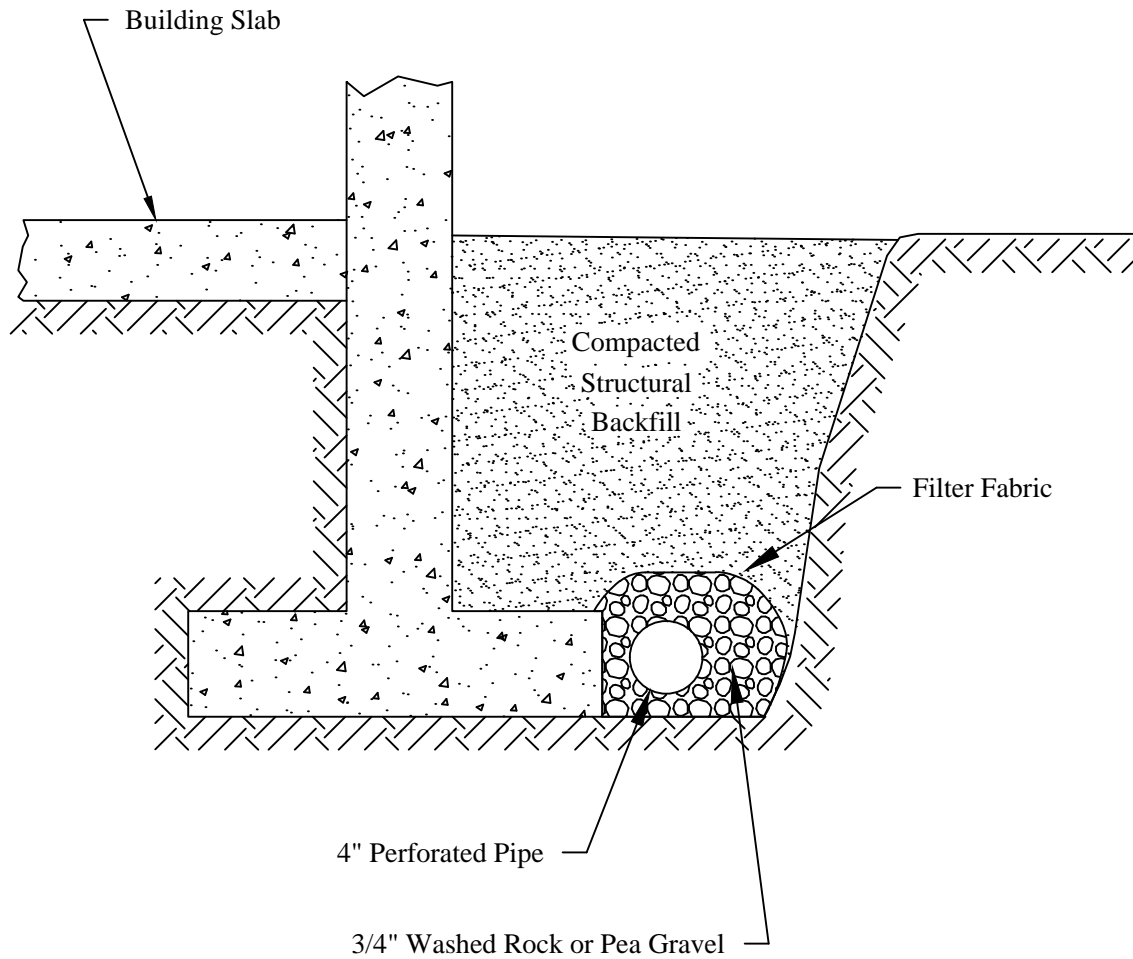 Building Slab
Compacted
Structural
Backfill
Filter Fabric
4" Perforated Pipe
3/4" Washed Rock or Pea Gravel